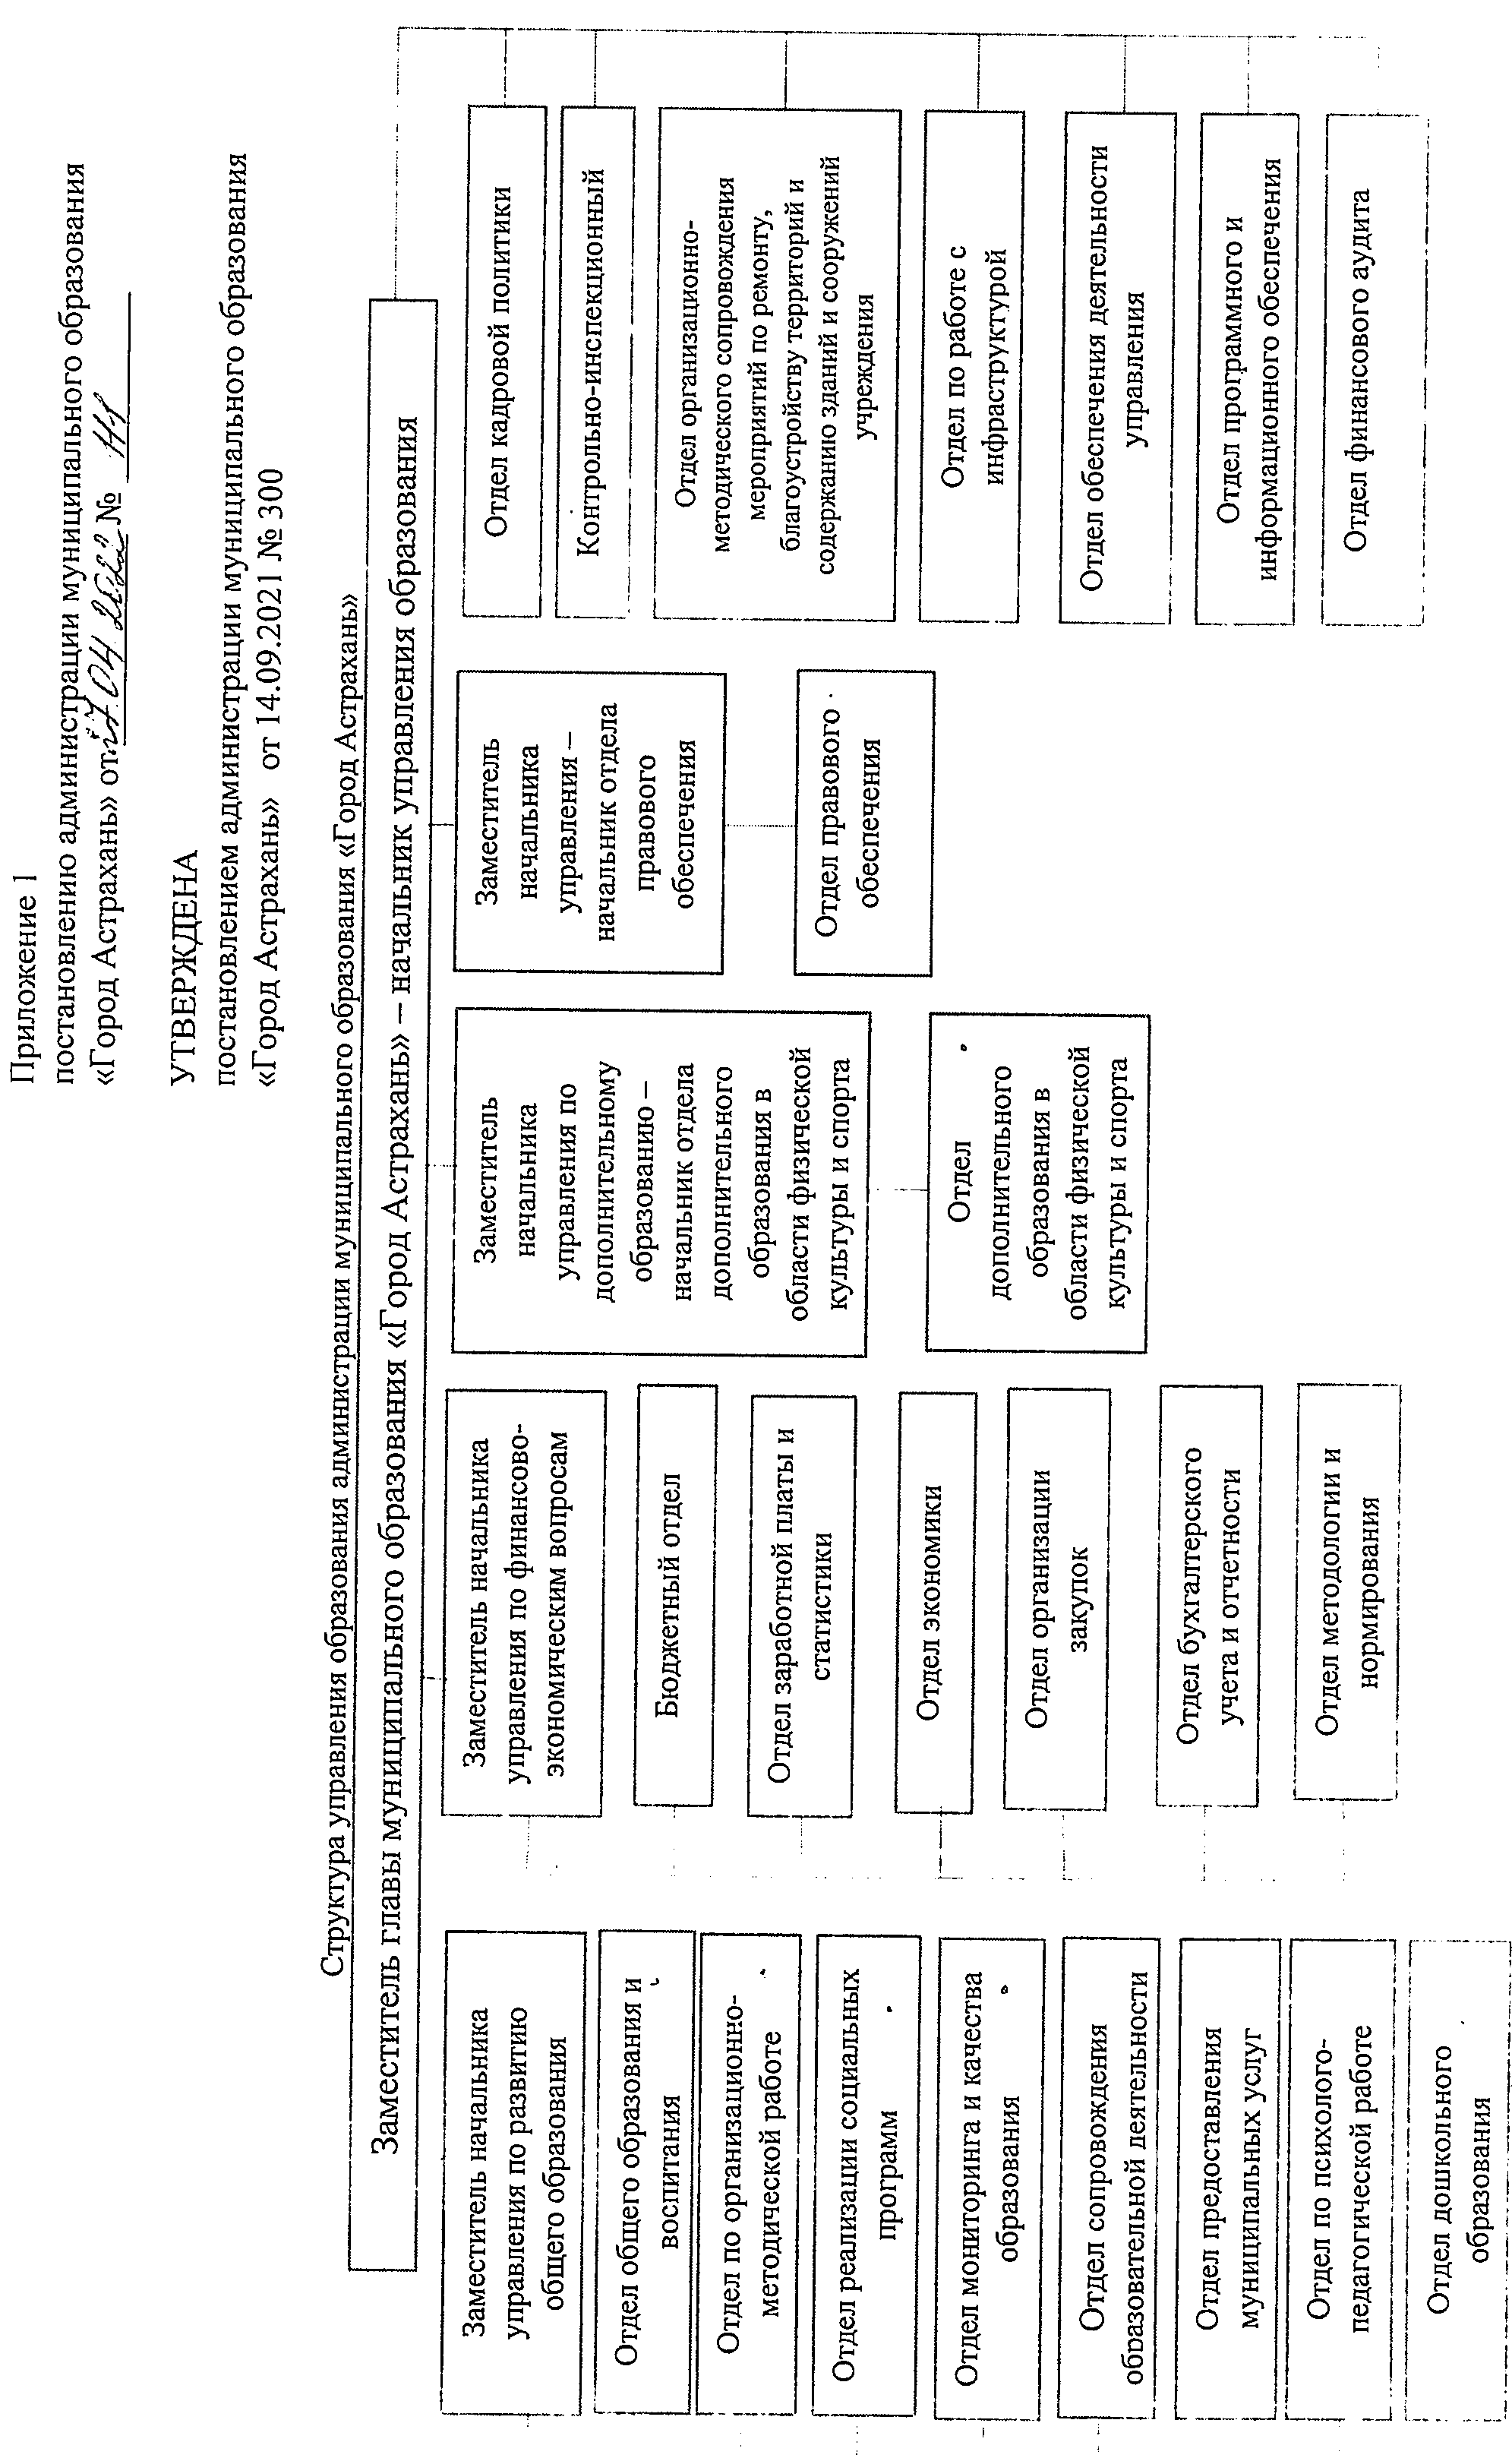 Приложение 1
постановлению администрации муниципального образования
«Город Астрахань» от 27.04.2022 №
УТВЕРЖДЕНА
постановлением администрации муниципального образования
«Город Астрахань» от 14.09.2021 № 300
Структура управления образования администрации муниципального образования «Город Астрахань»
Заместитель главы муниципального образования «Город Астрахань» – начальник управления образования
Заместитель начальника
управления по развитию
общего образования
Отдел общего образования и
воспитания
Отдел по организационно-
методической работе
Отдел реализации социальных
программ
Отдел мониторинга и качества
образования
Отдел сопровождения
образовательной деятельности
Отдел предоставления
муниципальных услуг
Отдел по психолого-
педагогической работе
Отдел дошкольного
образования
Заместитель начальника
управления по финансово-
экономическим вопросам
Бюджетный отдел
Отдел заработной платы и
статистики
Отдел экономики
Отдел организации
закупок
Отдел бухгалтерского
учета и отчетности
Отдел методологии и
нормирования
Заместитель
начальника
управления по
дополнительному
образованию –
начальник отдела
дополнительного
образования в
области физической
культуры и спорта
Отдел
дополнительного
образования в
области физической
культуры и спорта
Заместитель
начальника
управления –
начальник отдела
правового
обеспечения
Отдел правового
обеспечения
Отдел кадровой политики
Контрольно-инспекционный
Отдел организационно-
методического сопровождения
мероприятий по ремонту,
благоустройству территорий и
содержанию зданий и сооружений
учреждения
Отдел по работе с
инфраструктурой
Отдел обеспечения деятельности
управления
Отдел программного и
информационного обеспечения
Отдел финансового аудита